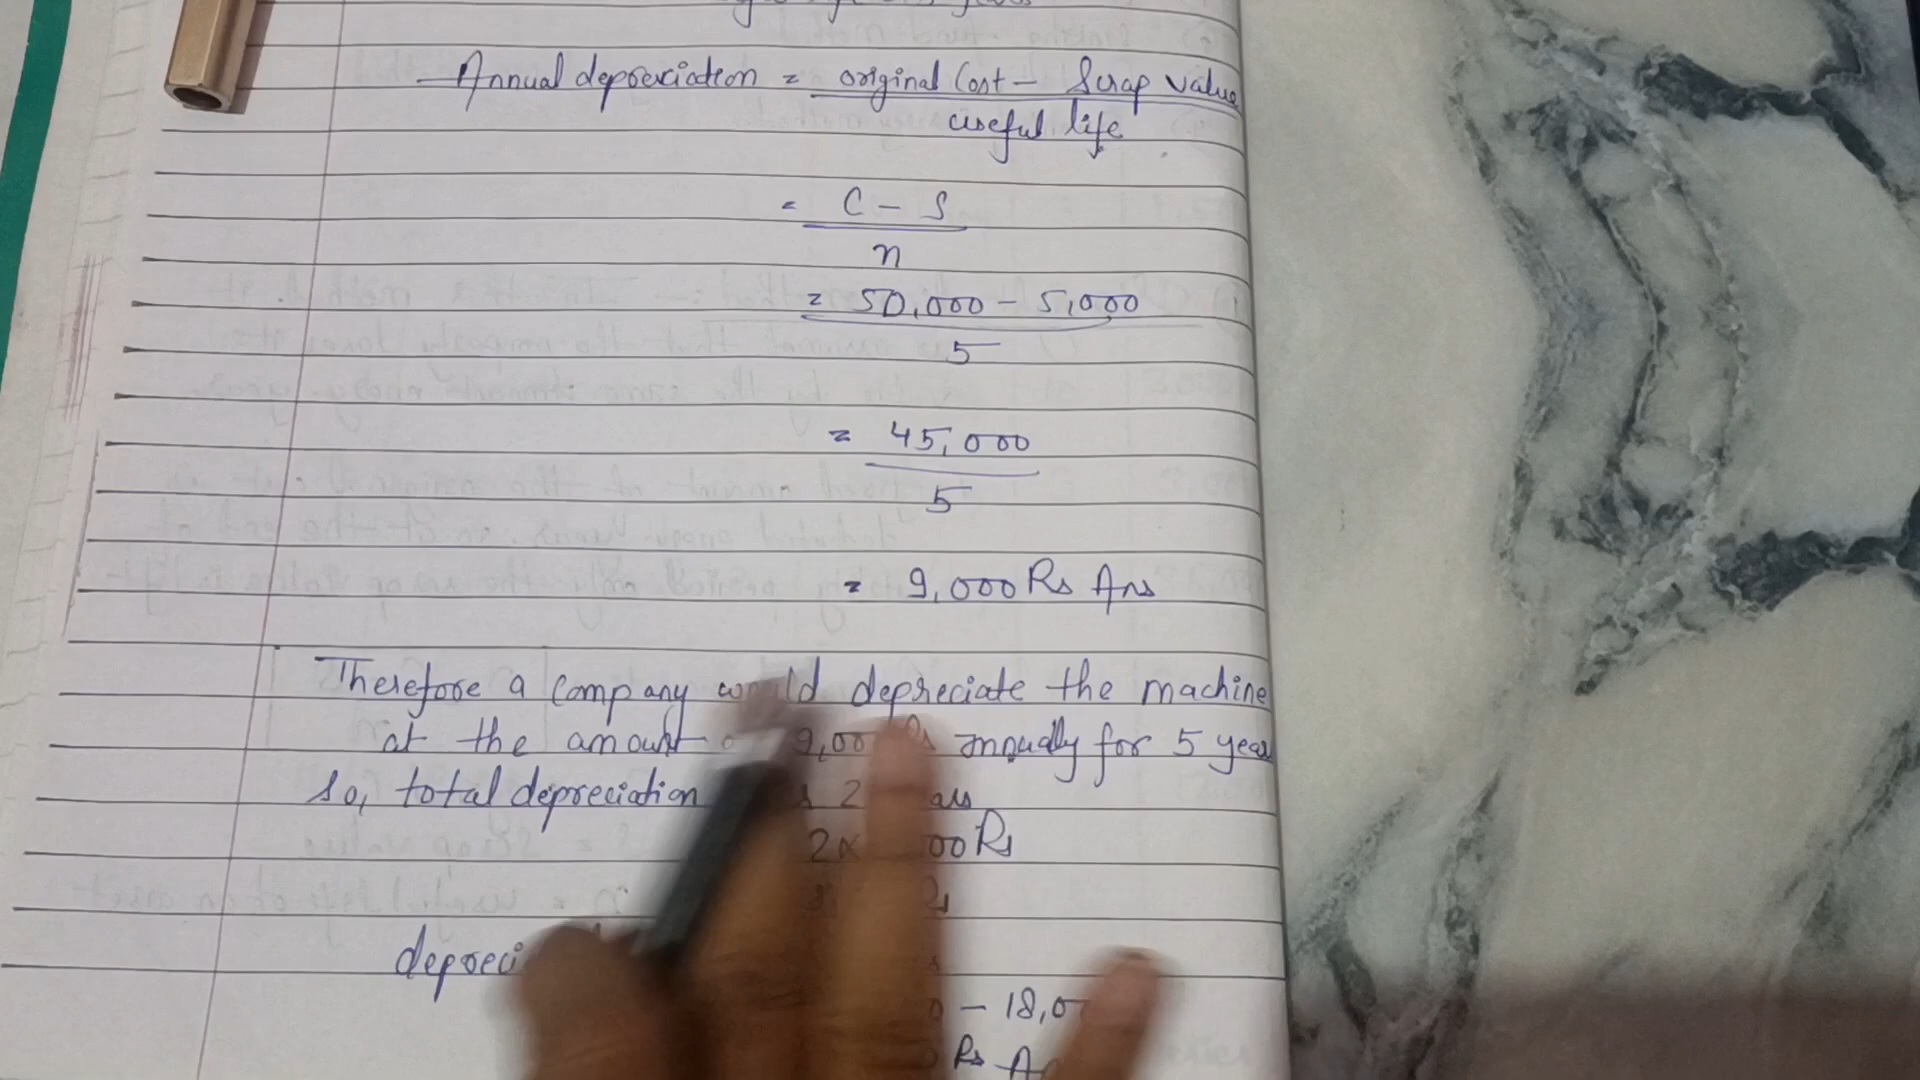 Annual depreciation = original Cost - Scrap value
useful life
= C - S
n
= 50,000 - 5,000
5
= 45,000
5
= 9,000 Rs Ans
Therefore a company would depreciate the machine
at the amount annually for 5 year
so, total depreciation 2
2x Rs
- 18,0
Rs